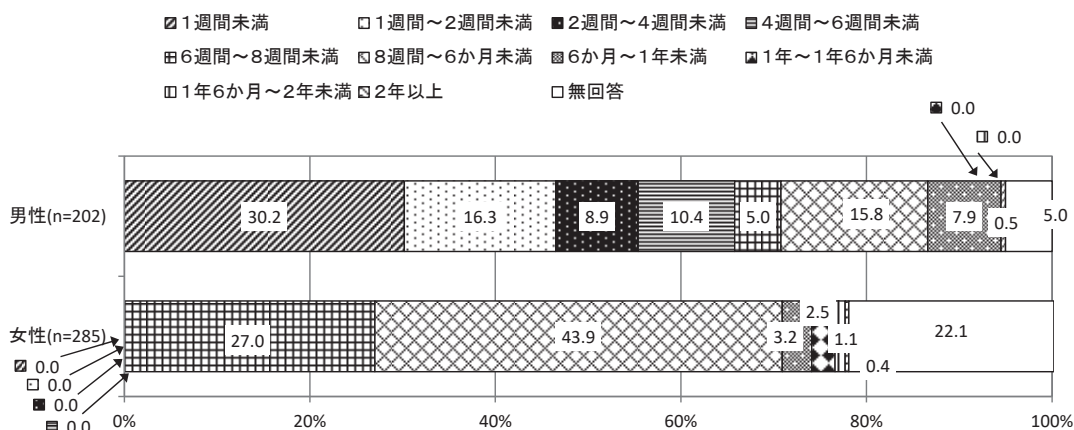 1週間未満 1週間～2週間未満 2週間～4週間未満 4週間～6週間未満
6週間～8週間未満 8週間～6か月未満 6か月～1年未満 1年～1年6か月未満
1年6か月～2年未満 2年以上 無回答
0.0
0.0
男性(n=202) 30.2 16.3 8.9 10.4 5.0 15.8 7.9 0.5 5.0
女性(n=285) 27.0 43.9 3.2 2.5 1.1 0.4 22.1
0.0
0.0
0.0
0.0
0% 20% 40% 60% 80% 100%